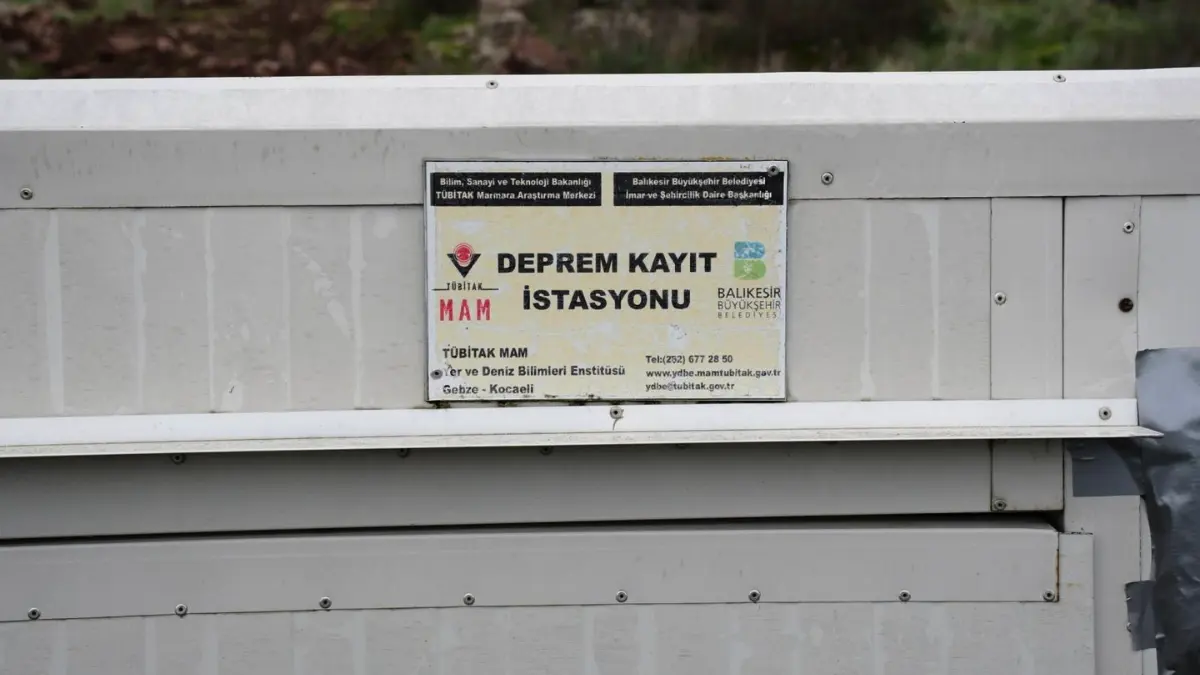 Bilim, Sanayi ve Teknoloji Bakanlığı
TÜBİTAK Marmara Araştırma Merkezi
Balıkesir Büyükşehir Belediyesi
İmar ve Şehircilik Daire Başkanlığı
TÜBİTAK
MAM
DEPREM KAYIT
İSTASYONU
BALIKESİR
BÜYÜKŞEHİR
BELEDİYESİ
TÜBİTAK MAM
Yer ve Deniz Bilimleri Enstitüsü
Gebze - Kocaeli
Tel:(262) 677 28 50
www.ydbe.mamtubitak.gov.tr
ydbe@tubitak.gov.tr